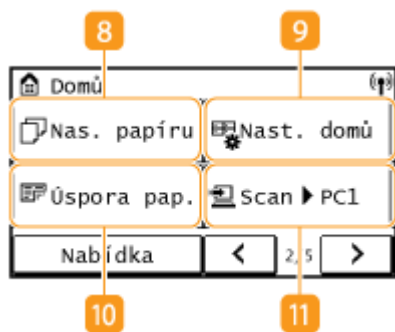 8 9
Domů
Nas. papíru Nast. domů
Úspora pap. Scan ▶ PC1
Nabídka < 2/5 >
10 11